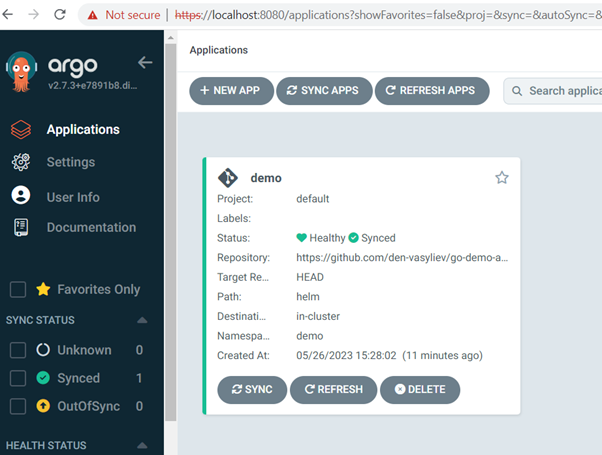 Not secure | https://localhost:8080/applications?showFavorites=false&proj=&sync=&autoSync=&
argo
v2.7.3+e7891b8.di...
Applications
Settings
User Info
Documentation
Favorites Only
SYNC STATUS
Unknown 0
Synced 1
OutOfSync 0
HEALTH STATUS
Applications
+ NEW APP SYNC APPS REFRESH APPS Search applica
demo
Project: default
Labels:
Status: Healthy Synced
Repository: https://github.com/den-vasyliev/go-demo-a...
Target Re... HEAD
Path: helm
Destinati... in-cluster
Namespa... demo
Created At: 05/26/2023 15:28:02 (11 minutes ago)
SYNC REFRESH DELETE